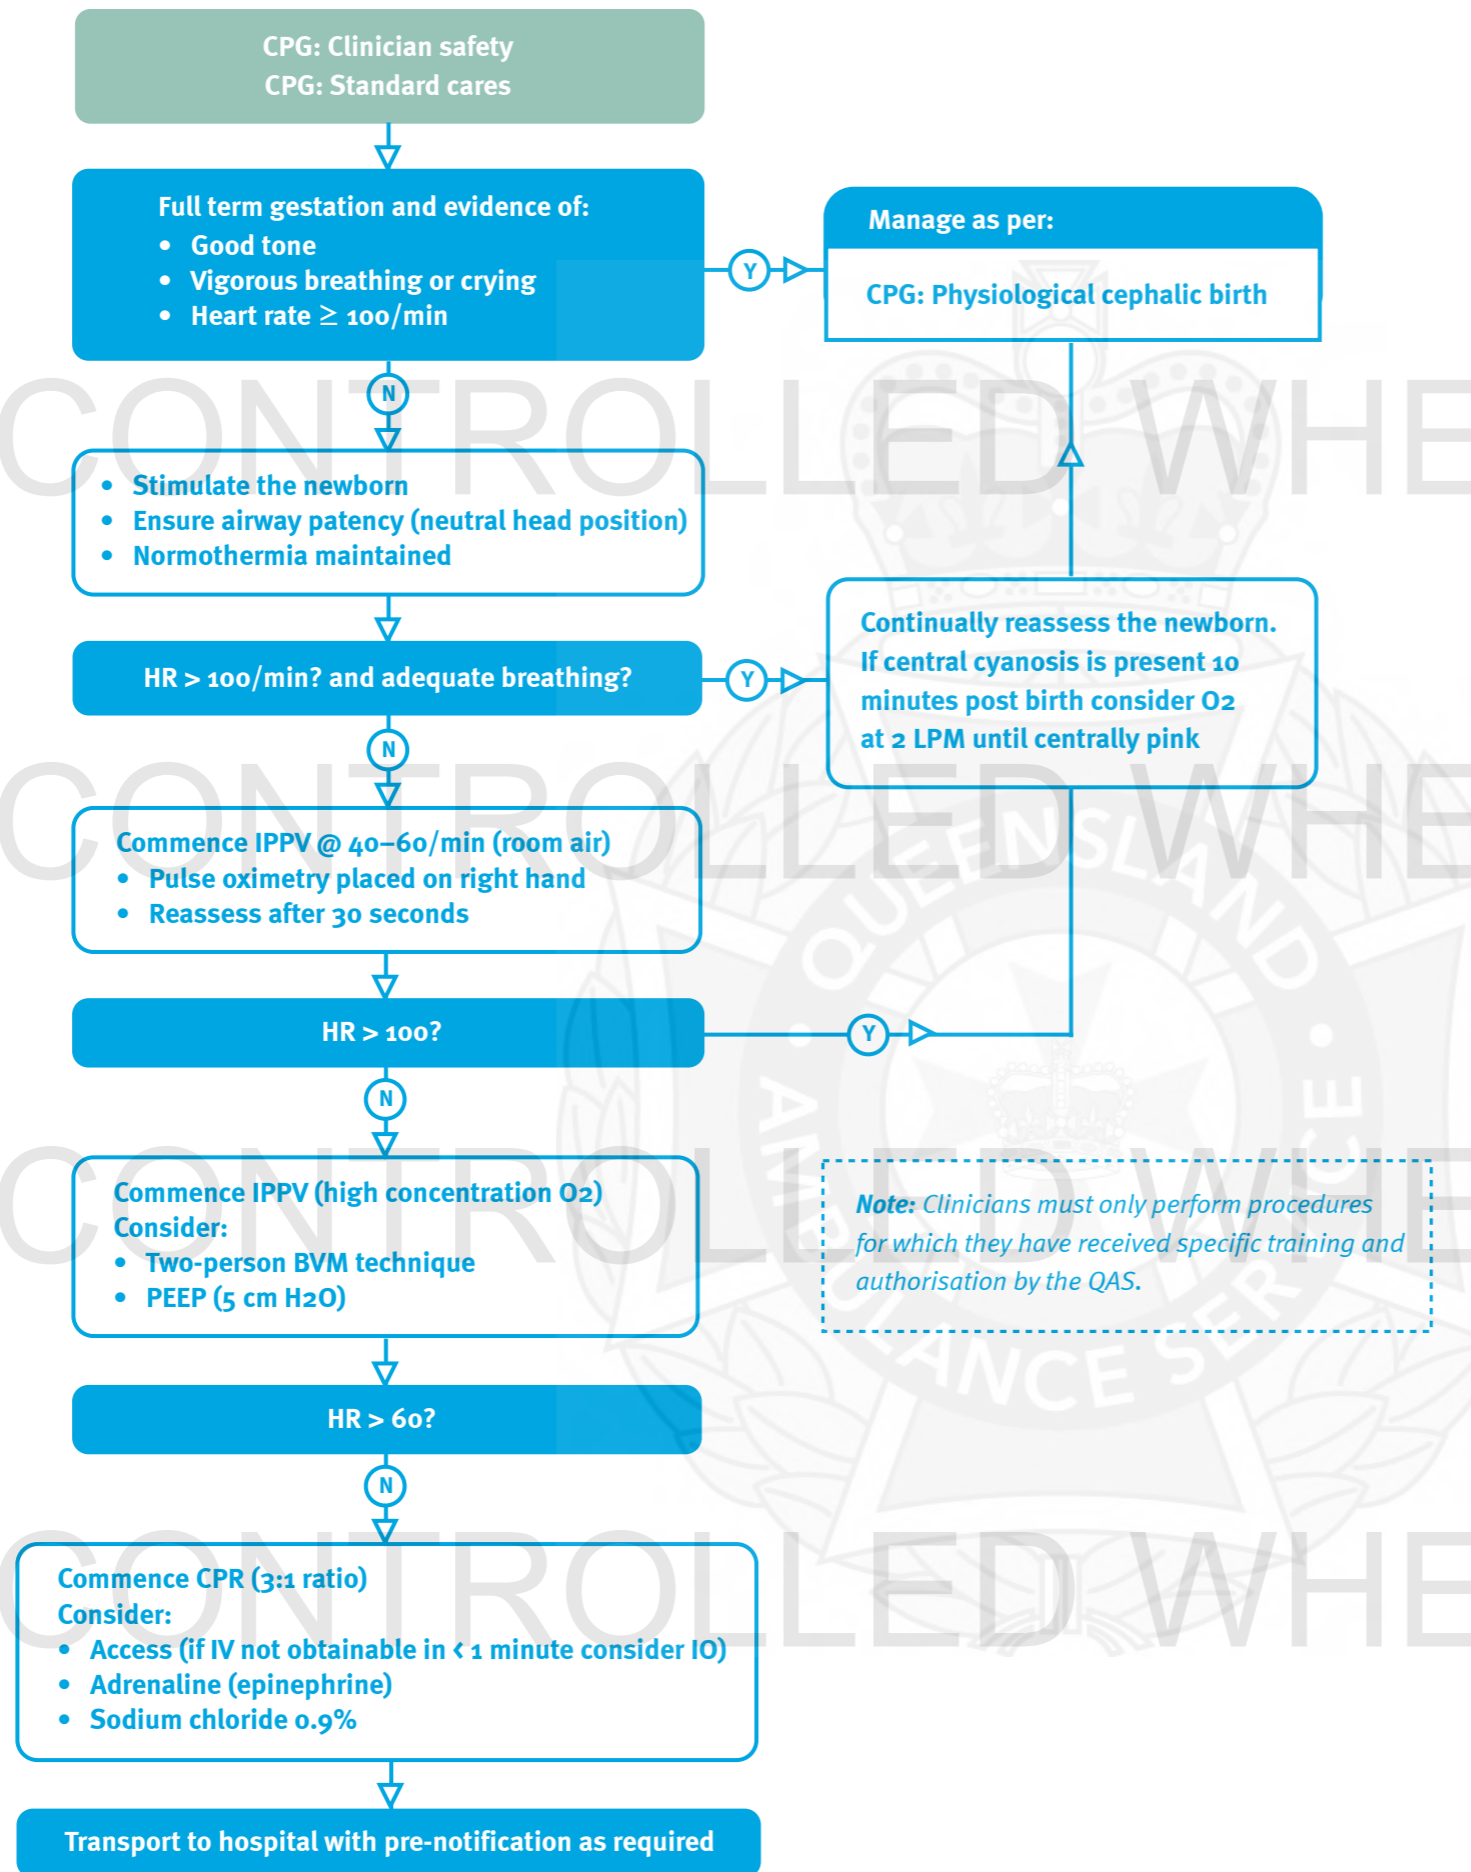 CPG: Clinician safety
CPG: Standard cares
Full term gestation and evidence of:
• Good tone
• Vigorous breathing or crying
• Heart rate ≥ 100/min
Y
Manage as per:
CPG: Physiological cephalic birth
N
• Stimulate the newborn
• Ensure airway patency (neutral head position)
• Normothermia maintained
HR > 100/min? and adequate breathing?
Y
Continually reassess the newborn.
If central cyanosis is present 10
minutes post birth consider O2
at 2 LPM until centrally pink
N
Commence IPPV @ 40–60/min (room air)
• Pulse oximetry placed on right hand
• Reassess after 30 seconds
HR > 100?
Y
N
Commence IPPV (high concentration O2)
Consider:
• Two-person BVM technique
• PEEP (5 cm H2O)
Note: Clinicians must only perform procedures
for which they have received specific training and
authorisation by the QAS.
HR > 60?
N
Commence CPR (3:1 ratio)
Consider:
• Access (if IV not obtainable in < 1 minute consider IO)
• Adrenaline (epinephrine)
• Sodium chloride 0.9%
Transport to hospital with pre-notification as required
CONTROLLED WHE
CONTROLLED WHE
CONTROLLED WHE
CONTROLLED WHE
QUEENSLAND
AMBULANCE SERVICE